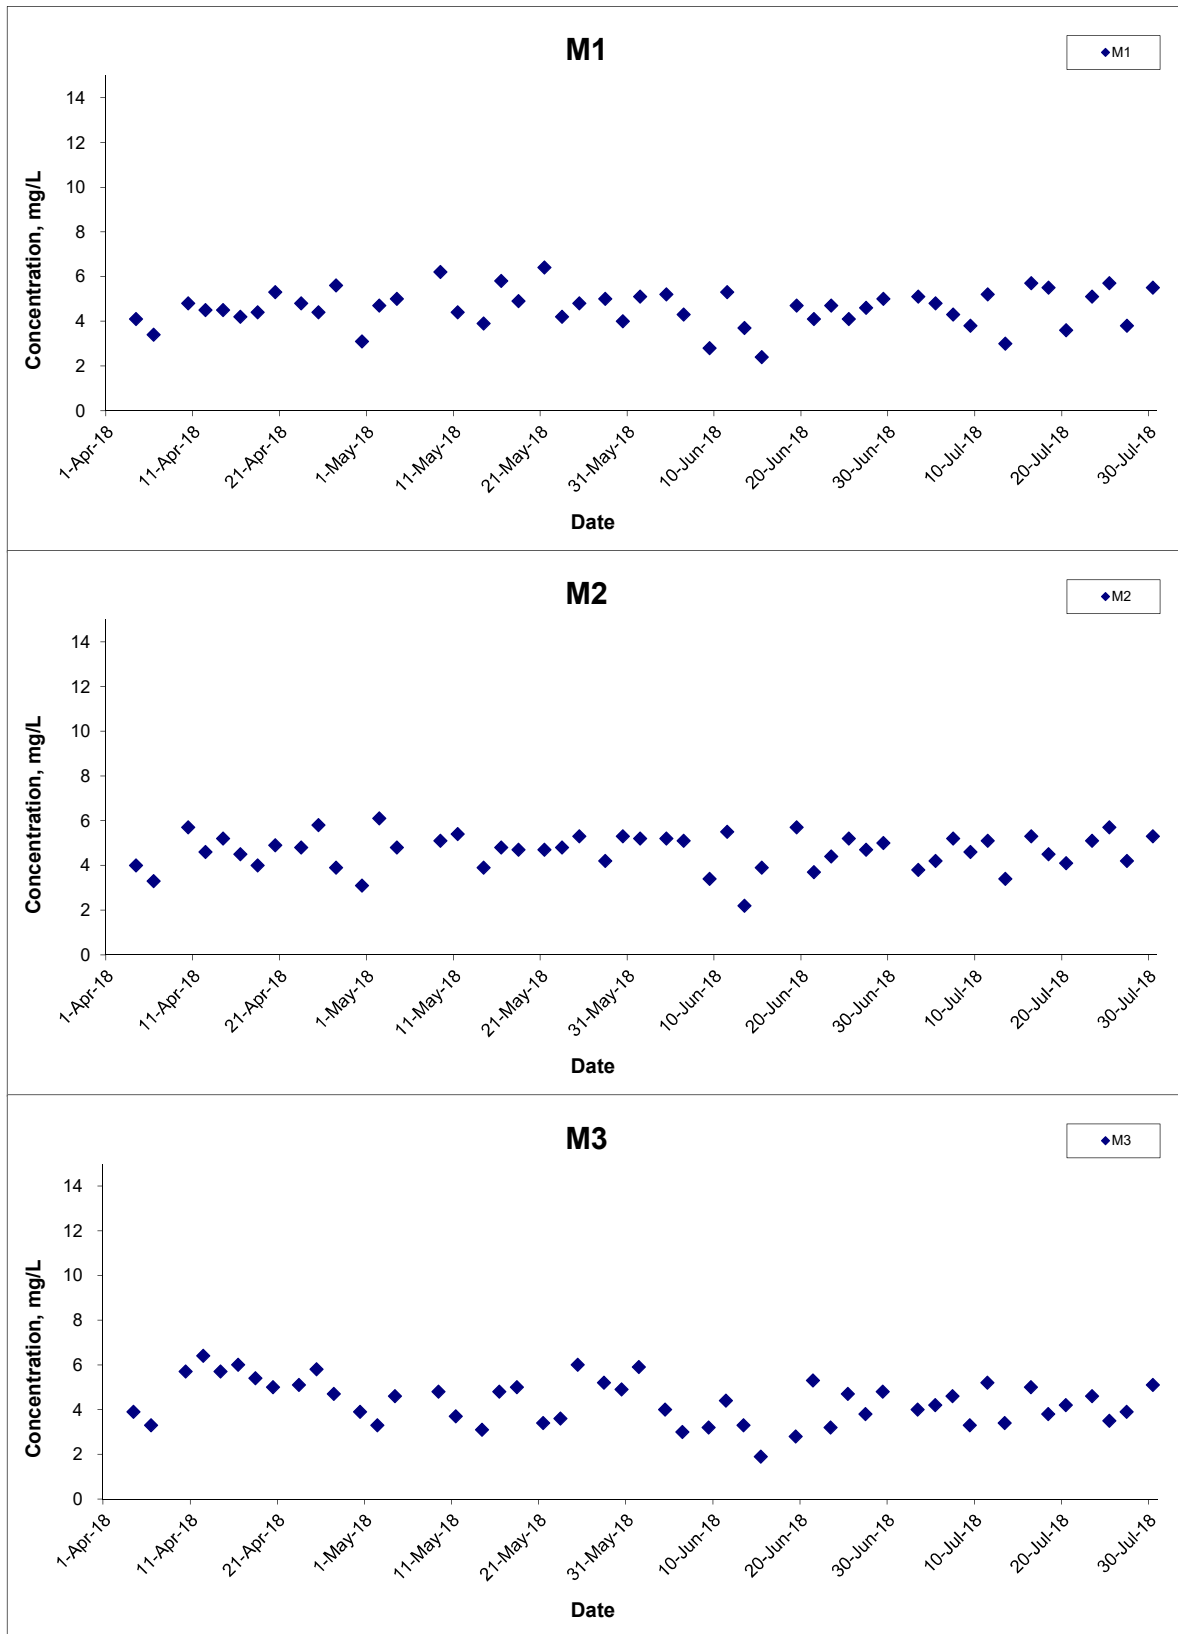 M1
M1
14
12
10
8
6
4
2
0
Concentration, mg/L
1-Apr-18
11-Apr-18
21-Apr-18
1-May-18
11-May-18
21-May-18
31-May-18
10-Jun-18
20-Jun-18
30-Jun-18
10-Jul-18
20-Jul-18
30-Jul-18
Date
M2
M2
14
12
10
8
6
4
2
0
Concentration, mg/L
1-Apr-18
11-Apr-18
21-Apr-18
1-May-18
11-May-18
21-May-18
31-May-18
10-Jun-18
20-Jun-18
30-Jun-18
10-Jul-18
20-Jul-18
30-Jul-18
Date
M3
M3
14
12
10
8
6
4
2
0
Concentration, mg/L
1-Apr-18
11-Apr-18
21-Apr-18
1-May-18
11-May-18
21-May-18
31-May-18
10-Jun-18
20-Jun-18
30-Jun-18
10-Jul-18
20-Jul-18
30-Jul-18
Date